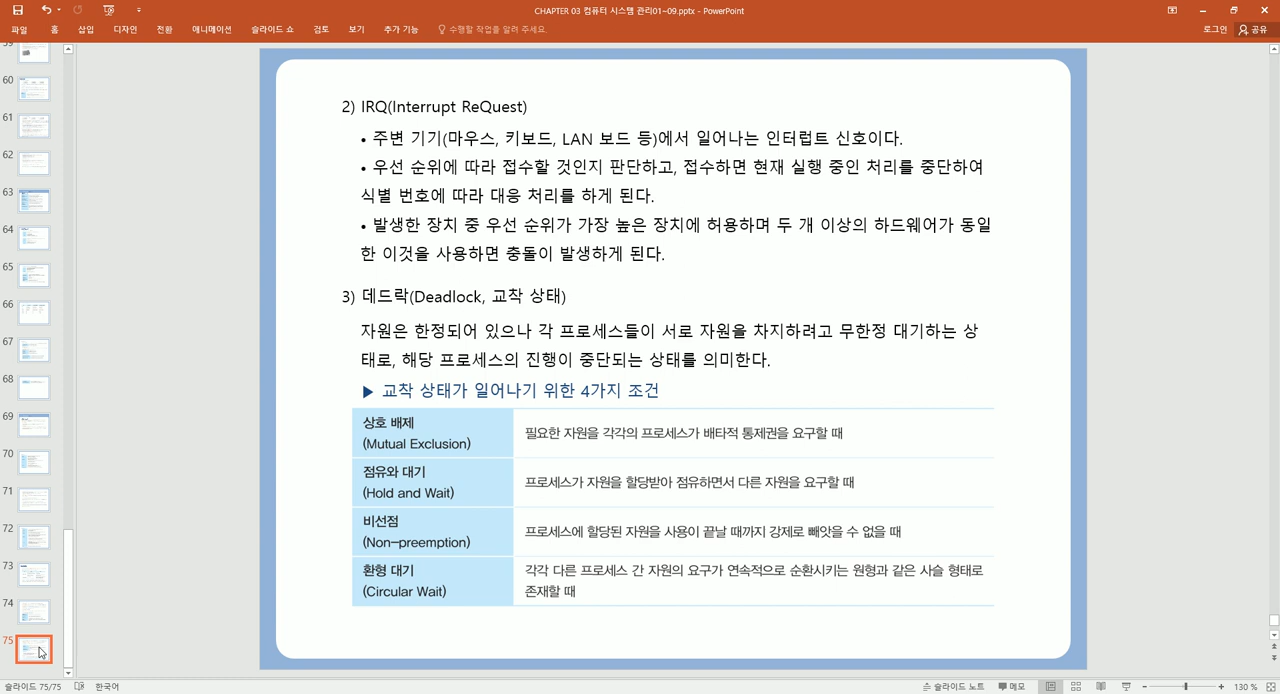 CHAPTER 03 컴퓨터 시스템 관리01~09.pptx - PowerPoint
파일 홈 삽입 디자인 전환 애니메이션 슬라이드 쇼 검토 보기 추가 기능 수행할 작업을 알려 주세요. 로그인 공유
59
60
61
62
63
64
65
66
67
68
69
70
71
72
73
74
75
2) IRQ(Interrupt ReQuest)
• 주변 기기(마우스, 키보드, LAN 보드 등)에서 일어나는 인터럽트 신호이다.
• 우선 순위에 따라 접수할 것인지 판단하고, 접수하면 현재 실행 중인 처리를 중단하여
식별 번호에 따라 대응 처리를 하게 된다.
• 발생한 장치 중 우선 순위가 가장 높은 장치에 허용하며 두 개 이상의 하드웨어가 동일
한 이것을 사용하면 충돌이 발생하게 된다.
3) 데드락(Deadlock, 교착 상태)
자원은 한정되어 있으나 각 프로세스들이 서로 자원을 차지하려고 무한정 대기하는 상
태로, 해당 프로세스의 진행이 중단되는 상태를 의미한다.
▶ 교착 상태가 일어나기 위한 4가지 조건
상호 배제
(Mutual Exclusion)
필요한 자원을 각각의 프로세스가 배타적 통제권을 요구할 때
점유와 대기
(Hold and Wait)
프로세스가 자원을 할당받아 점유하면서 다른 자원을 요구할 때
비선점
(Non-preemption)
프로세스에 할당된 자원을 사용이 끝날 때까지 강제로 빼앗을 수 없을 때
환형 대기
(Circular Wait)
각각 다른 프로세스 간 자원의 요구가 연속적으로 순환시키는 원형과 같은 사슬 형태로
존재할 때
슬라이드 75/75 한국어 슬라이드 노트 메모 130 %